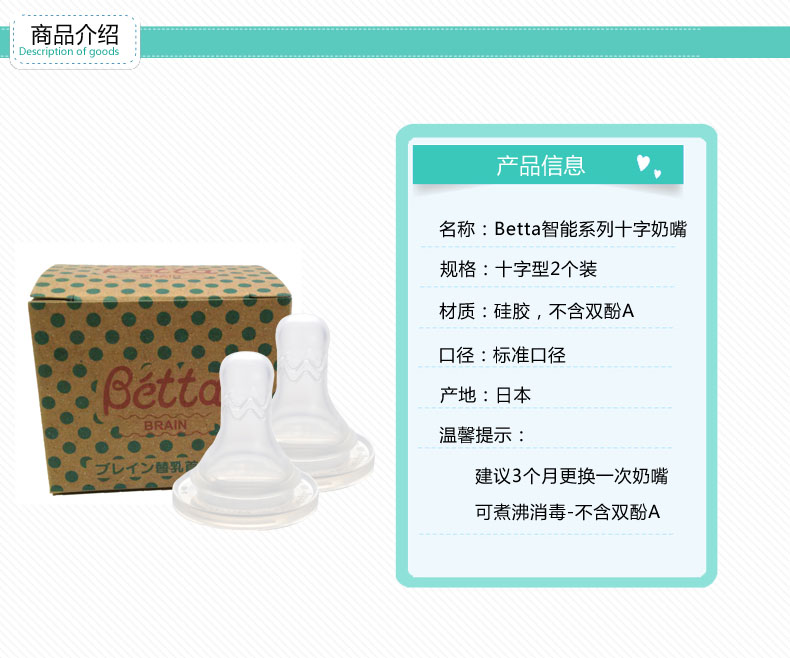 商品介绍
Description of goods
产品信息
名称：Betta智能系列十字奶嘴
规格：十字型2个装
材质：硅胶，不含双酚A
口径：标准口径
产地：日本
温馨提示：
建议3个月更换一次奶嘴
可煮沸消毒-不含双酚A
Betta
BRAIN
Bétta
BRAIN
ブレイン替乳首